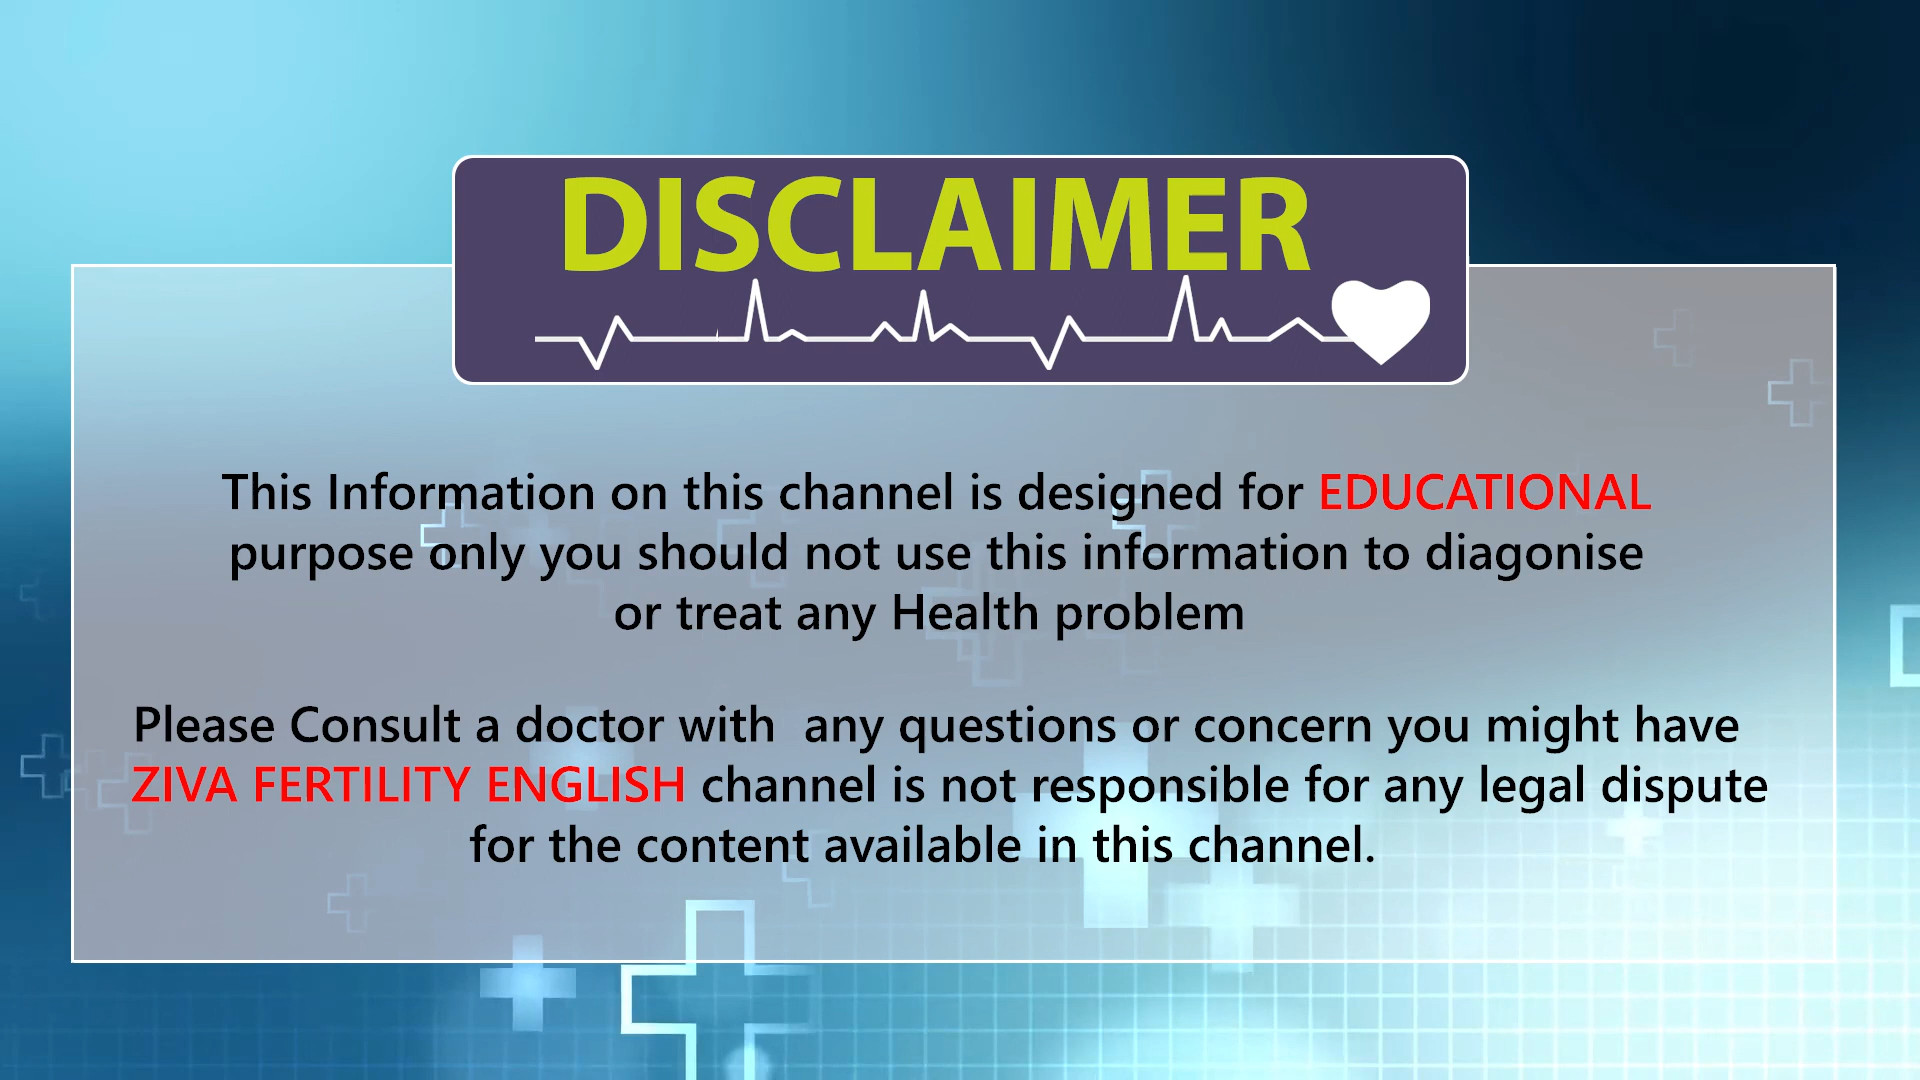 DISCLAIMER
This Information on this channel is designed for EDUCATIONAL
purpose only you should not use this information to diagonise
or treat any Health problem
Please Consult a doctor with  any questions or concern you might have
ZIVA FERTILITY ENGLISH channel is not responsible for any legal dispute
for the content available in this channel.